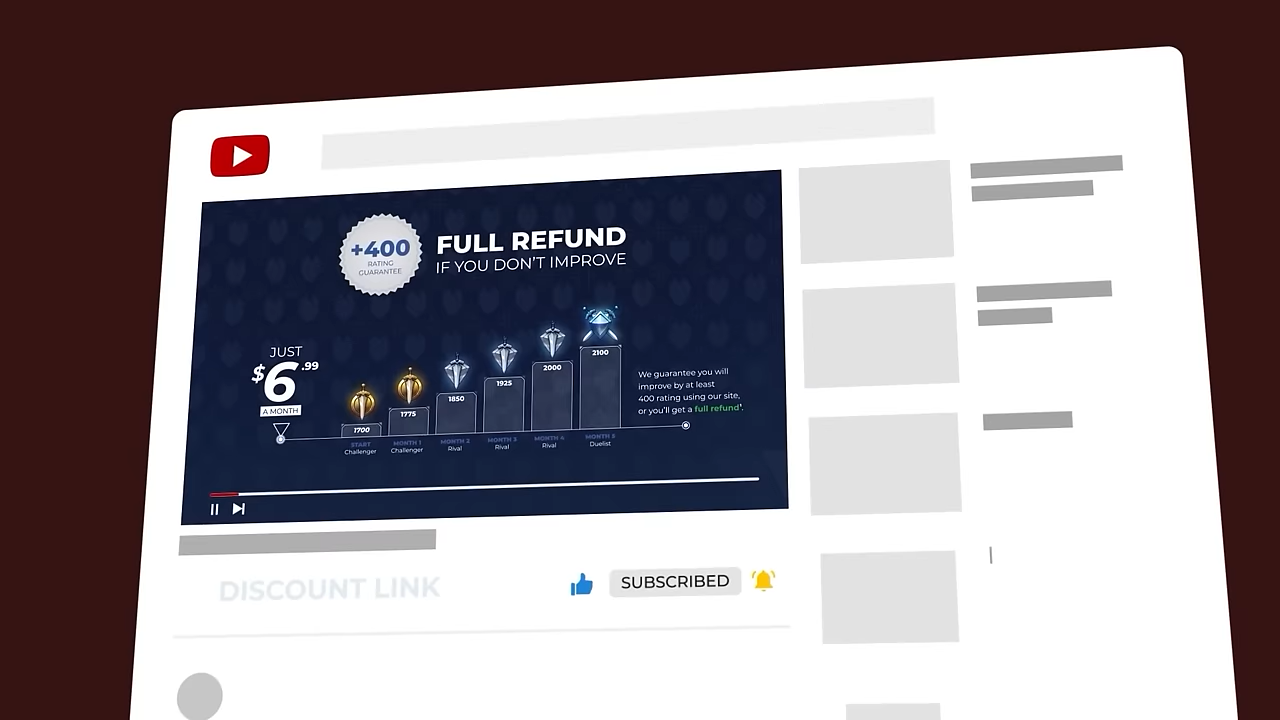 +400
RATING
GUARANTEE
FULL REFUND
IF YOU DON'T IMPROVE
JUST
$6.99
A MONTH
1700
1775
1850
1925
2000
2100
START
Challenger
MONTH 1
Challenger
MONTH 2
Rival
MONTH 3
Rival
MONTH 4
Rival
MONTH 5
Duelist
We guarantee you will
improve by at least
400 rating using our site,
or you'll get a full refund*.
DISCOUNT LINK
SUBSCRIBED